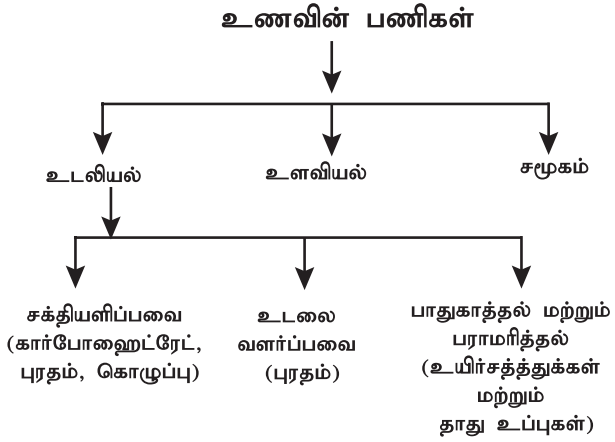 உணவின் பணிகள்
உடலியல்
உளவியல்
சமூகம்
சக்தியளிப்பவை
(கார்போஹைட்ரேட்,
புரதம், கொழுப்பு)
உடலை
வளர்ப்பவை
(புரதம்)
பாதுகாத்தல் மற்றும்
பராமரித்தல்
(உயிர்சத்த்துக்கள்
மற்றும்
தாது உப்புகள்)